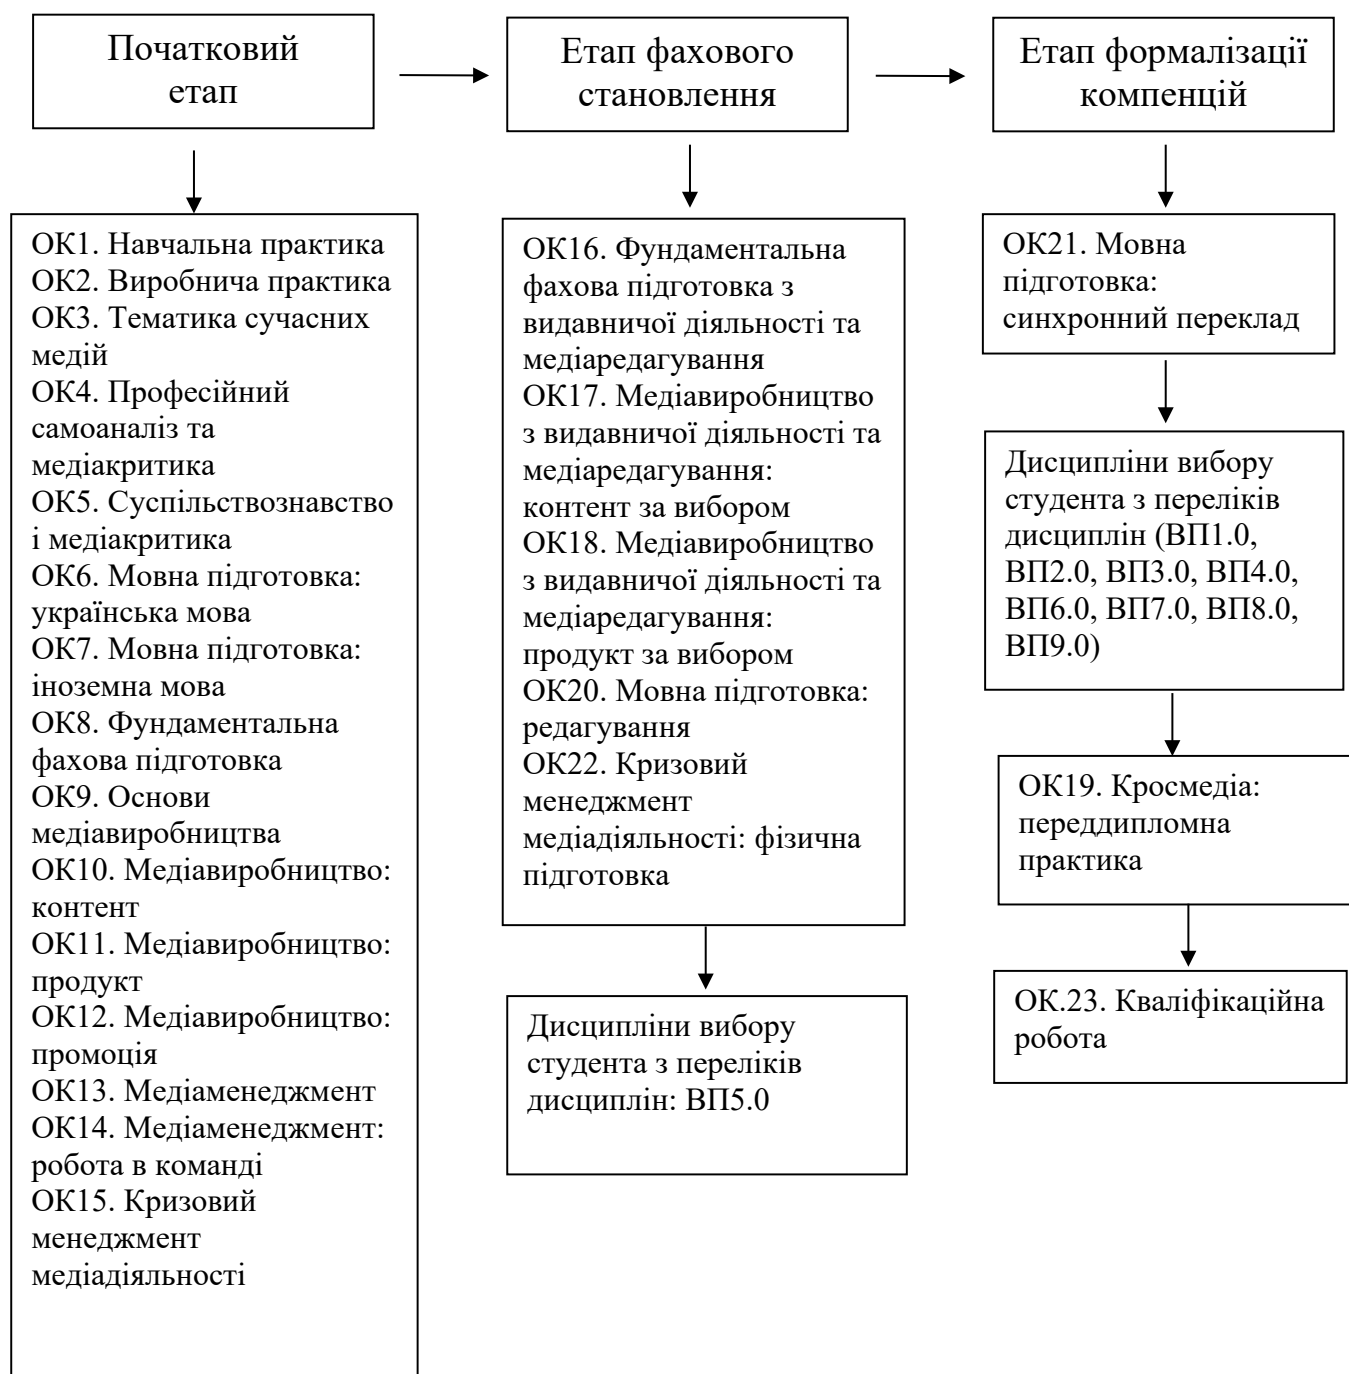 Початковий
етап
Етап фахового
становлення
Етап формалізації
компенцій
ОК1. Навчальна практика
ОК2. Виробнича практика
ОК3. Тематика сучасних
медій
ОК4. Професійний
самоаналіз та
медіакритика
ОК5. Суспільствознавство
і медіакритика
ОК6. Мовна підготовка:
українська мова
ОК7. Мовна підготовка:
іноземна мова
ОК8. Фундаментальна
фахова підготовка
ОК9. Основи
медіавиробництва
ОК10. Медіавиробництво:
контент
ОК11. Медіавиробництво:
продукт
ОК12. Медіавиробництво:
промоція
ОК13. Медіаменеджмент
ОК14. Медіаменеджмент:
робота в команді
ОК15. Кризовий
менеджмент
медіадіяльності
ОК16. Фундаментальна
фахова підготовка з
видавничої діяльності та
медіаредагування
ОК17. Медіавиробництво
з видавничої діяльності та
медіаредагування:
контент за вибором
ОК18. Медіавиробництво
з видавничої діяльності та
медіаредагування:
продукт за вибором
ОК20. Мовна підготовка:
редагування
ОК22. Кризовий
менеджмент
медіадіяльності: фізична
підготовка
Дисципліни вибору
студента з переліків
дисциплін: ВП5.0
ОК21. Мовна
підготовка:
синхронний переклад
Дисципліни вибору
студента з переліків
дисциплін (ВП1.0,
ВП2.0, ВП3.0, ВП4.0,
ВП6.0, ВП7.0, ВП8.0,
ВП9.0)
ОК19. Кросмедіа:
переддипломна
практика
ОК.23. Кваліфікаційна
робота